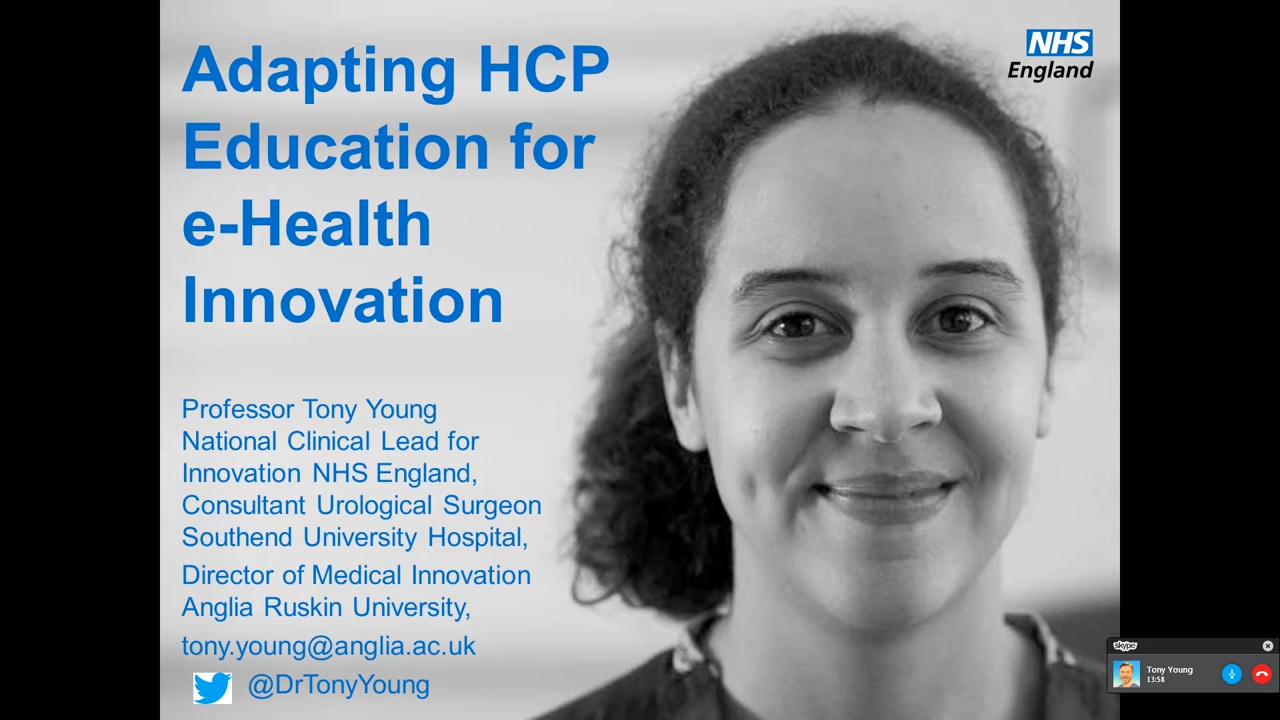 Adapting HCP
Education for
e-Health
Innovation
NHS
England
Professor Tony Young
National Clinical Lead for
Innovation NHS England,
Consultant Urological Surgeon
Southend University Hospital,
Director of Medical Innovation
Anglia Ruskin University,
tony.young@anglia.ac.uk
@DrTonyYoung
skype
Tony Young
13:58